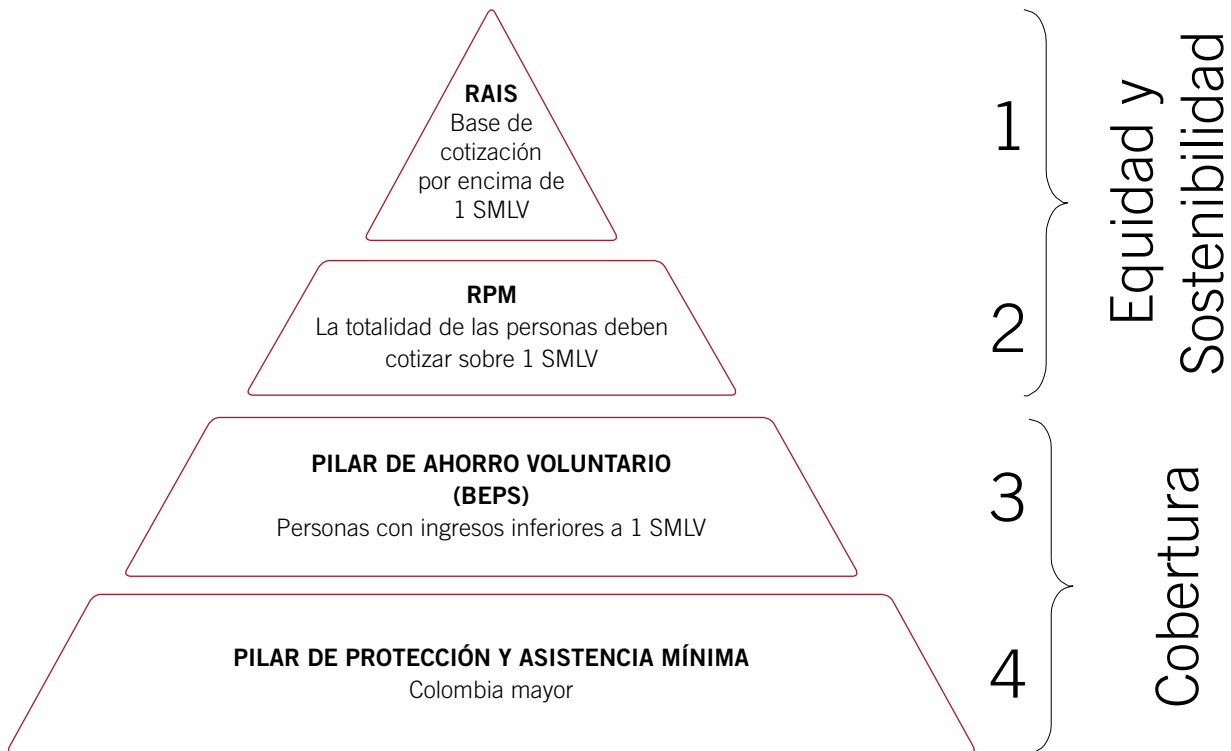 RAIS
Base de
cotización
por encima de
1 SMLV
1
RPM
La totalidad de las personas deben
cotizar sobre 1 SMLV
2
Equidad y
Sostenibilidad
PILAR DE AHORRO VOLUNTARIO
(BEPS)
Personas con ingresos inferiores a 1 SMLV
3
PILAR DE PROTECCIÓN Y ASISTENCIA MÍNIMA
Colombia mayor
4
Cobertura